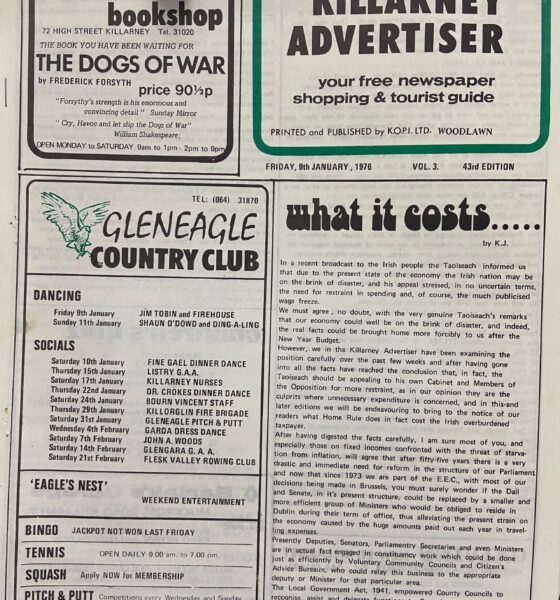 bookshop
72 HIGH STREET KILLARNEY Tel. 31020
THE BOOK YOU HAVE BEEN WAITING FOR
THE DOGS OF WAR
by FREDERICK FORSYTH
price 90½p
"Forsythe's strength is his enormous and
convincing detail" Sunday Mirror
"Cry, Havoc and let slip the Dogs of War"
William Shakespeare;
OPEN MONDAY to SATURDAY 9am to 1pm - 2pm to 9pm
KILLARNEY
ADVERTISER
your free newspaper
shopping & tourist guide
PRINTED and PUBLISHED by K.O.P.I. LTD. WOODLAWN
FRIDAY, 9th JANUARY, 1976 VOL. 3. 43rd EDITION
TEL: (064) 31870
GLENEAGLE
COUNTRY CLUB
DANCING
Friday 9th January JIM TOBIN and FIREHOUSE
Sunday 11th January SHAUN O'DOWD and DING-A-LING
SOCIALS
Saturday 10th January FINE GAEL DINNER DANCE
Thursday 15th January LISTRY G.A.A.
Saturday 17th January KILLARNEY NURSES
Thursday 22nd January DR. CROKES DINNER DANCE
Saturday 24th January BOURN VINCENT STAFF
Thursday 29th January KILLORGLIN FIRE BRIGADE
Saturday 31st January GLENEAGLE PITCH & PUTT
Wednesday 4th February GARDA DRESS DANCE
Saturday 7th February JOHN A. WOODS
Saturday 14th February GLENGARA G. A. A.
Saturday 21st February FLESK VALLEY ROWING CLUB
'EAGLE'S NEST'
WEEKEND ENTERTAINMENT
BINGO JACKPOT NOT WON LAST FRIDAY
TENNIS OPEN DAILY 9.00 am. to 7.00 pm.
SQUASH Apply NOW for MEMBERSHIP
PITCH & PUTT Competitions every Wednesday and Sunday
what it costs.....
by K.J.
In a recent broadcast to the Irish people the Taoiseach informed us
that due to the present state of the economy the Irish nation may be
on the brink of disaster, and his appeal stressed, in no uncertain terms,
the need for restraint in spending and, of course, the much publicised
wage freeze.
We must agree, no doubt, with the very genuine Taoiseach's remarks
that our economy could well be on the brink of disaster, and indeed,
the real facts could be brought home more forcibly to us after the
New Year Budget.
However, we in the Killarney Advertiser have been examining the
position carefully over the past few weeks and after having gone
into all the facts have reached the conclusion that, in fact, the
Taoiseach should be appealing to his own Cabinet and Members of
the Opposition for more restraint, as in our opinion they are the
culprits where unnecessary expenditure is concerned, and in this-and
later editions we will be endeavouring to bring to the notice of our
readers what Home Rule does in fact cost the Irish overburdened
taxpayer.
After having digested the facts carefully, I am sure most of you, and
especially those on fixed incomes confronted with the threat of starva-
tion from inflation, will agree that after fifty-five years there is a very
drastic and immediate need for reform in the structure of our Parliament,
and now that since 1973 we are part of the E.E.C., with most of our
decisions being made in Brussels, you must surely wonder if the Dail
and Senate, in it's present structure, could be replaced by a smaller and
more efficient group of Ministers who would be obliged to reside in
Dublin during their term of office, thus alleviating the present strain on
the economy caused by the huge amounts paid out each year in travel-
ling expenses.
Presently Deputies, Senators, Parliamentry Secretaries and even Ministers
are in actual fact engaged in constituency work which could be done
just as efficiently by Voluntary Community Councils and Citizen's
Advice Bureaux, who could relay this business to the appropriate
deputy or Minister for that particular area.
The Local Government Act, 1941, empowered County Councils to
recognise, assist and delegate